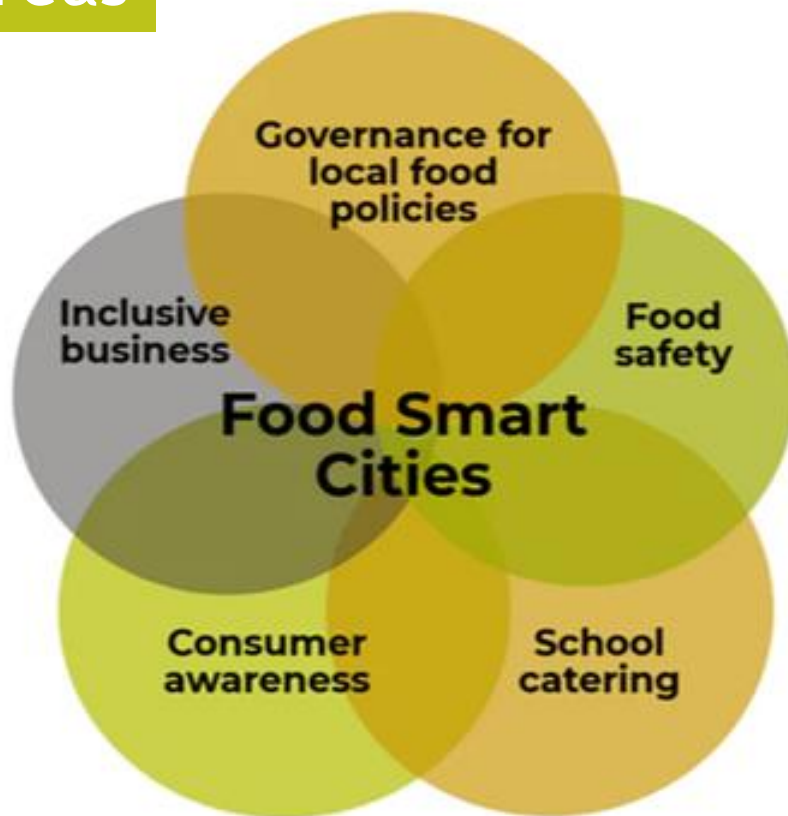 Governance for
local food
policies
Inclusive
business
Food
safety
Food Smart
Cities
Consumer
awareness
School
catering